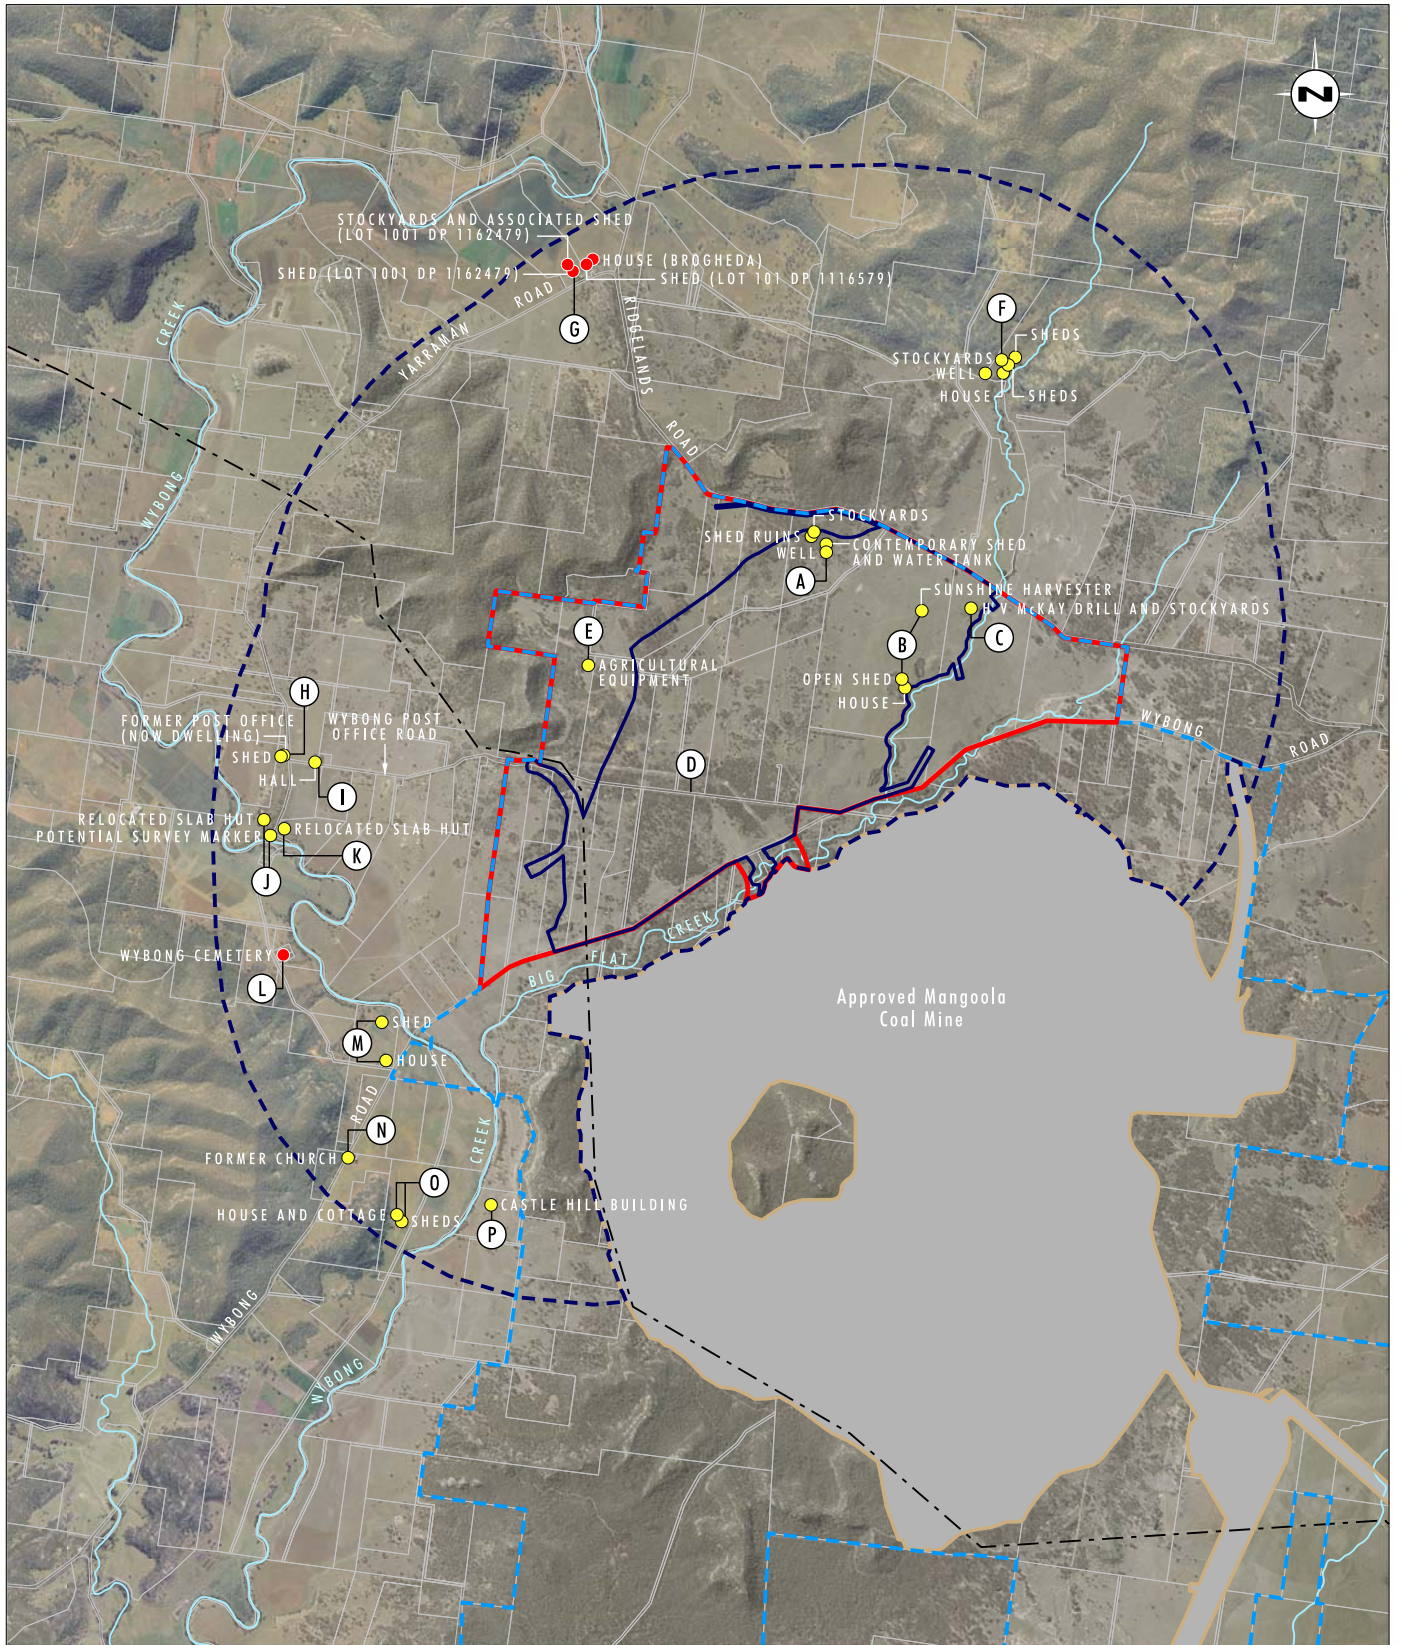 N
STOCKYARDS AND ASSOCIATED SHED
(LOT 1001 DP 1162479)
HOUSE (BROGHEDA)
SHED (LOT 1001 DP 1162479)
SHED (LOT 101 DP 1116579)
ROAD
G
YARRAMAN
RIDGELANDS
ROAD
CREEK
WYBONG
F
SHEDS
STOCKYARDS
WELL
HOUSE
SHEDS
STOCKYARDS
SHED RUINS
CONTEMPORARY SHED
AND WATER TANK
WELL
A
SUNSHINE HARVESTER
H V McKAY DRILL AND STOCKYARDS
B
C
OPEN SHED
HOUSE
E
AGRICULTURAL
EQUIPMENT
H
FORMER POST OFFICE
(NOW DWELLING)
WYBONG POST
OFFICE ROAD
SHED
HALL
I
D
WYBONG
ROAD
RELOCATED SLAB HUT
POTENTIAL SURVEY MARKER
RELOCATED SLAB HUT
K
J
WYBONG CEMETERY
L
BIG
FLAT
CREEK
Approved Mangoola
Coal Mine
SHED
M
HOUSE
ROAD
N
CREEK
FORMER CHURCH
O
HOUSE AND COTTAGE
SHEDS
CASTLE HILL BUILDING
P
WYBONG
WYBONG